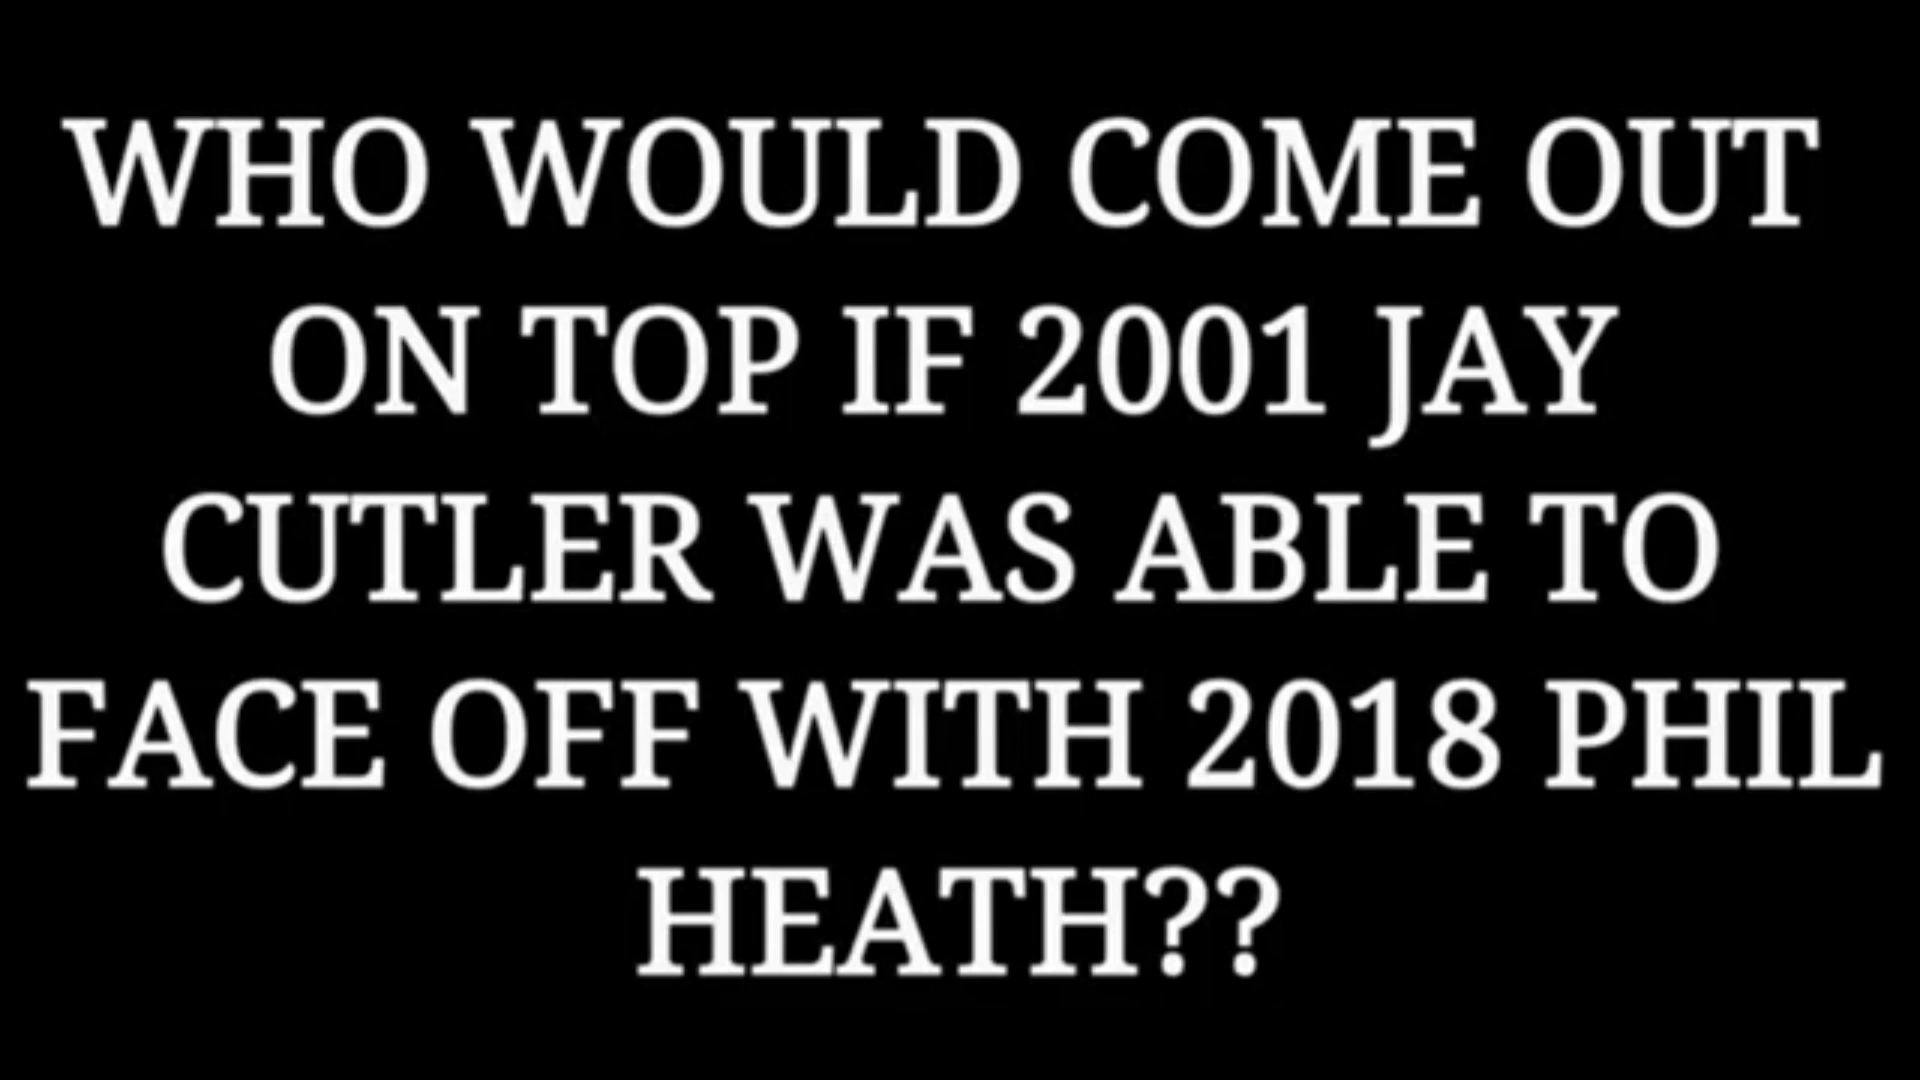 WHO WOULD COME OUT
ON TOP IF 2001 JAY
CUTLER WAS ABLE TO
FACE OFF WITH 2018 PHIL
HEATH??